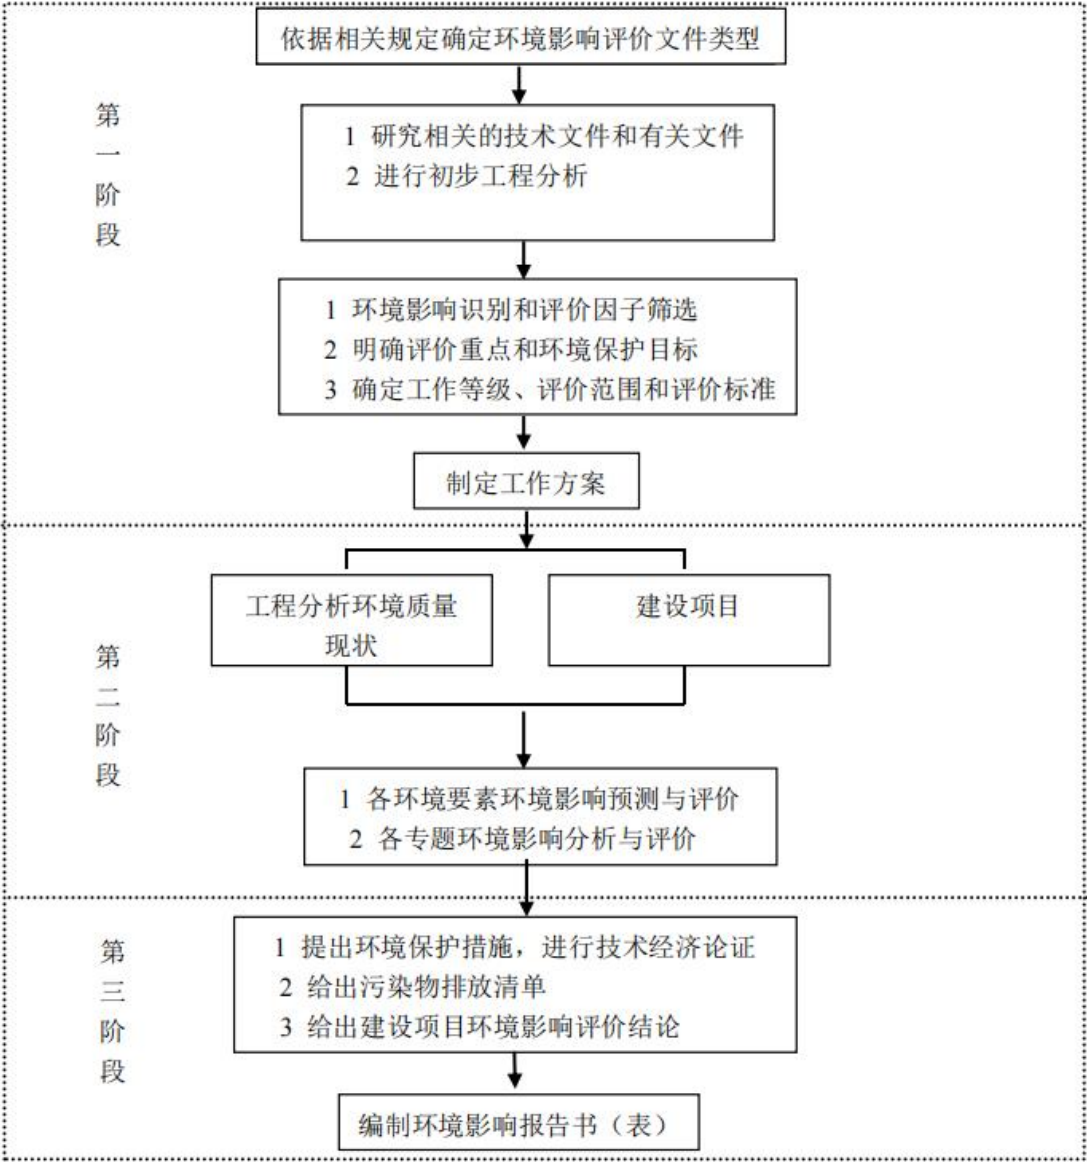 依据相关规定确定环境影响评价文件类型
第一阶段
1 研究相关的技术文件和有关文件
2 进行初步工程分析
1 环境影响识别和评价因子筛选
2 明确评价重点和环境保护目标
3 确定工作等级、评价范围和评价标准
制定工作方案
第二阶段
工程分析环境质量
现状
建设项目
1 各环境要素环境影响预测与评价
2 各专题环境影响分析与评价
第三阶段
1 提出环境保护措施，进行技术经济论证
2 给出污染物排放清单
3 给出建设项目环境影响评价结论
编制环境影响报告书（表）